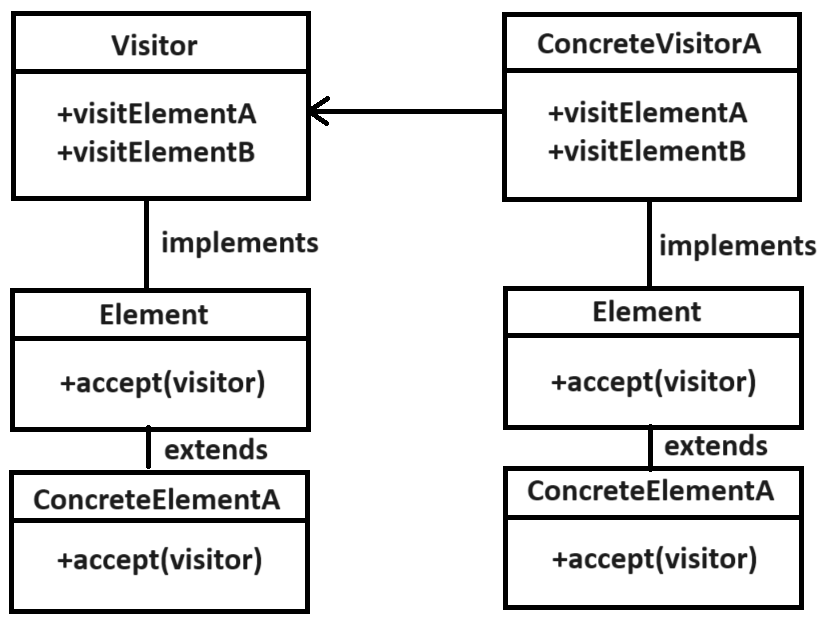 Visitor
+visitElementA
+visitElementB
implements
Element
+accept(visitor)
extends
ConcreteElementA
+accept(visitor)
ConcreteVisitorA
+visitElementA
+visitElementB
implements
Element
+accept(visitor)
extends
ConcreteElementA
+accept(visitor)